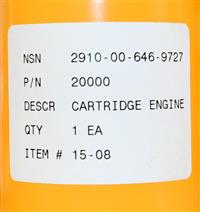 NSN 2910-00-646-9727
P/N 20000
DESCR CARTRIDGE ENGINE
QTY 1 EA
ITEM # 15-08